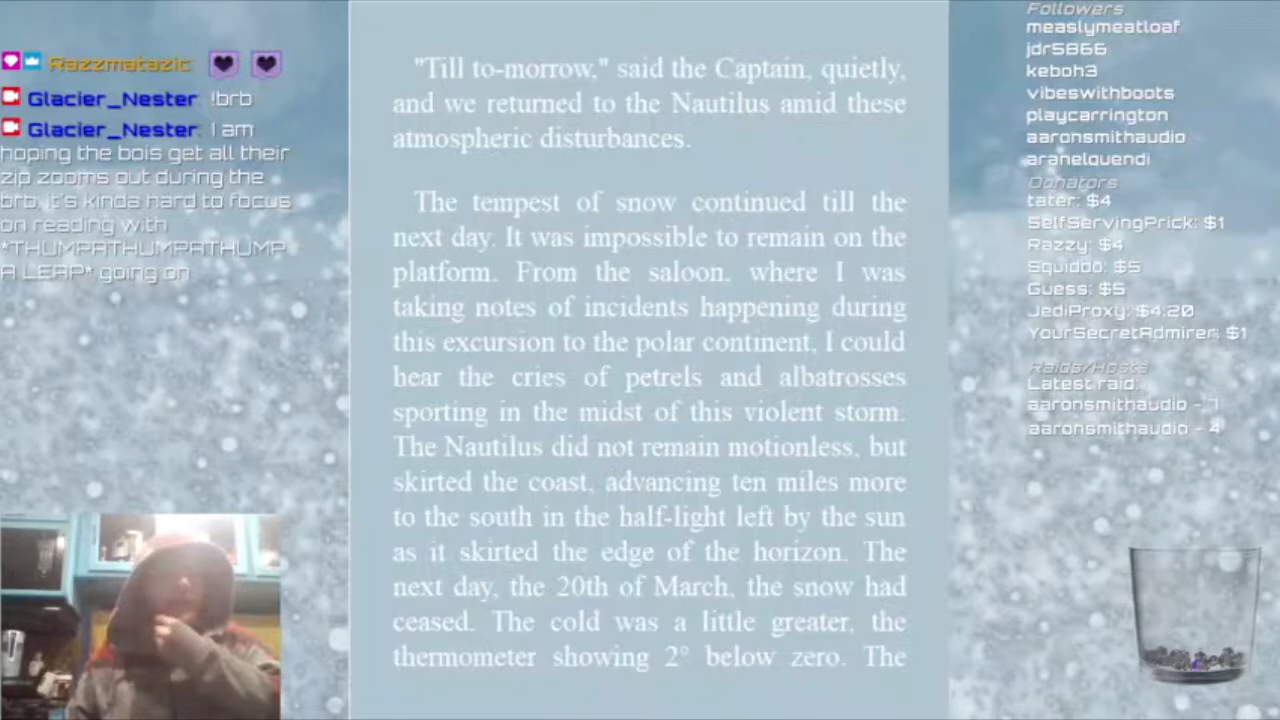 Razzmatazic
Glacier_Nester: !brb
Glacier_Nester: I am
hoping the bois get all their
zip zooms out during the
brb, it's kinda hard to focus
on reading with
*THUMPATHUMPATHUMP
A LEAP* going on
"Till to-morrow," said the Captain, quietly,
and we returned to the Nautilus amid these
atmospheric disturbances.
The tempest of snow continued till the
next day. It was impossible to remain on the
platform. From the saloon, where I was
taking notes of incidents happening during
this excursion to the polar continent, I could
hear the cries of petrels and albatrosses
sporting in the midst of this violent storm.
The Nautilus did not remain motionless, but
skirted the coast, advancing ten miles more
to the south in the half-light left by the sun
as it skirted the edge of the horizon. The
next day, the 20th of March, the snow had
ceased. The cold was a little greater, the
thermometer showing 2° below zero. The
Followers
measlymeatloaf
jdr5866
keboh3
vibeswithboots
playcarrington
aaronsmithaudio
aranelquendi
Donators
tater: $4
SelfServingPrick: $1
Razzy: $4
Squidoo: $5
Guess: $5
JediProxy: $4.20
YourSecretAdmirer: $1
Raids/Hosts
Latest raid:
aaronsmithaudio - 7
aaronsmithaudio - 4